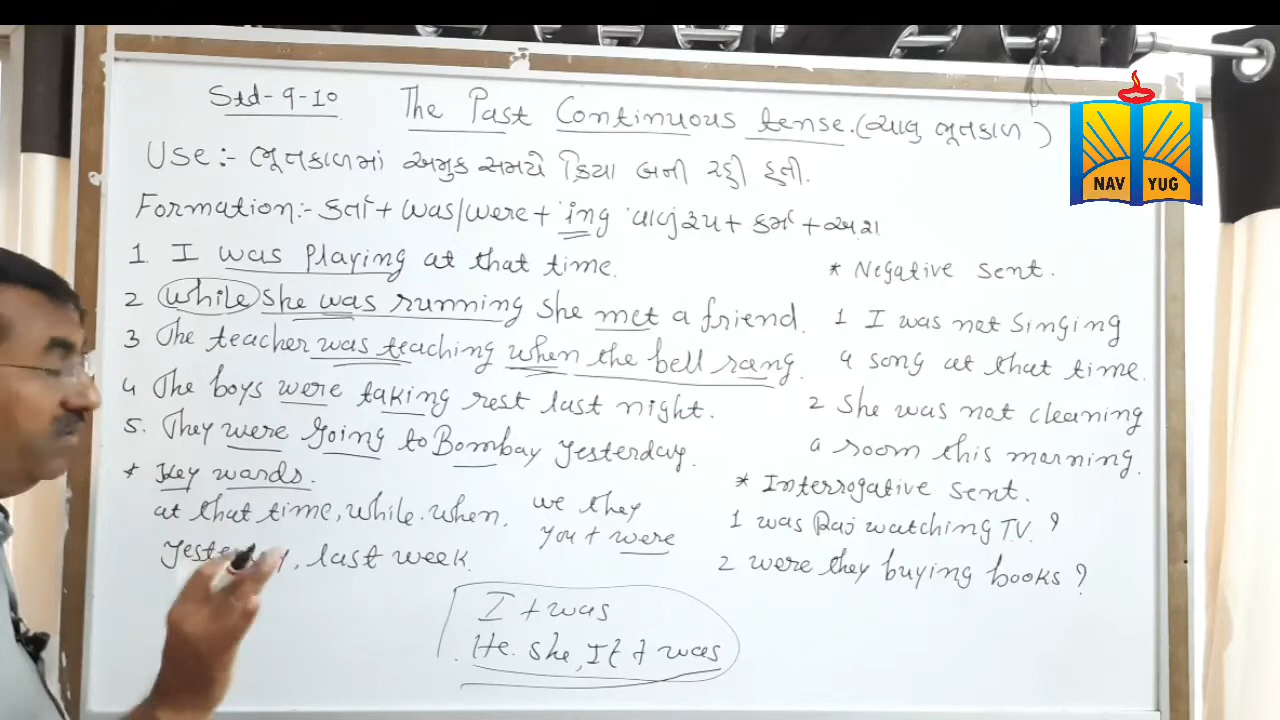 Std-9-10
The Past Continuous tense. (ચાલુ ભૂતકાળ)
Use:- ભૂતકાળમાં અમુક સમયે ક્રિયા બની રહી હતી.
Formation:- કર્તા + was/were + ing વાળું રૂપ + કર્મ + અન્ય
1. I was playing at that time.
2 while she was running she met a friend.
3 The teacher was teaching when the bell rang.
4 The boys were taking rest last night.
5. They were going to Bombay yesterday.
* Key words.
at that time, while. when.
Yesterday, last week.
we they
you + were
I + was
He. she, It + was
* Negative sent.
1 I was not singing
a song at that time.
2 She was not cleaning
a room this morning.
* Interrogative sent.
1 was Raj watching T.V. ?
2 were they buying books ?
NAV YUG